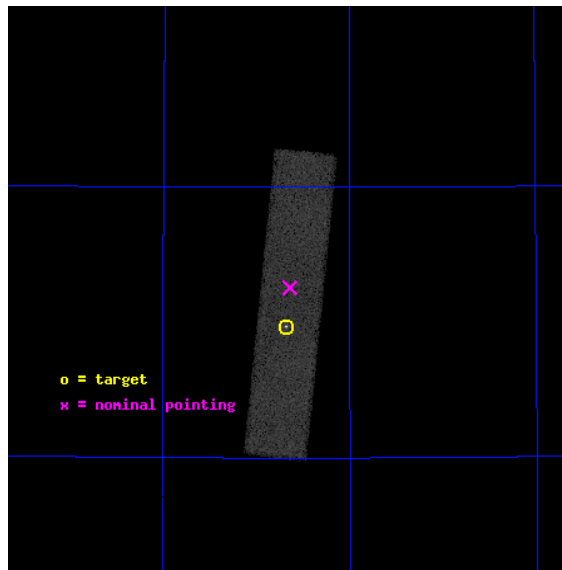 o = target
x = nominal pointing